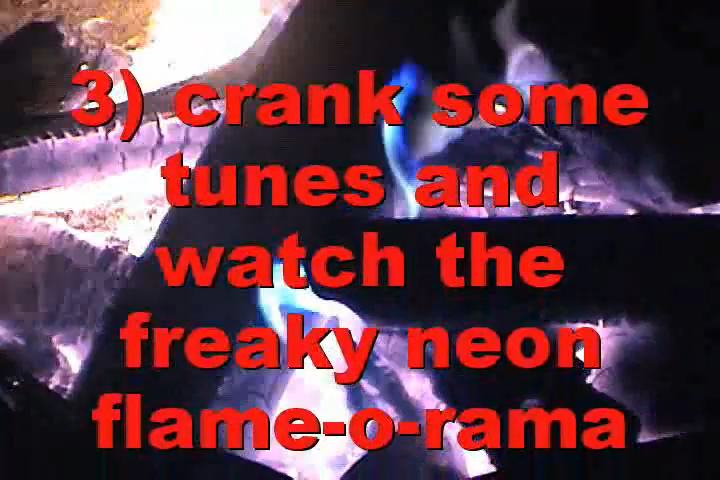 3) crank some
tunes and
watch the
freaky neon
flame-o-rama